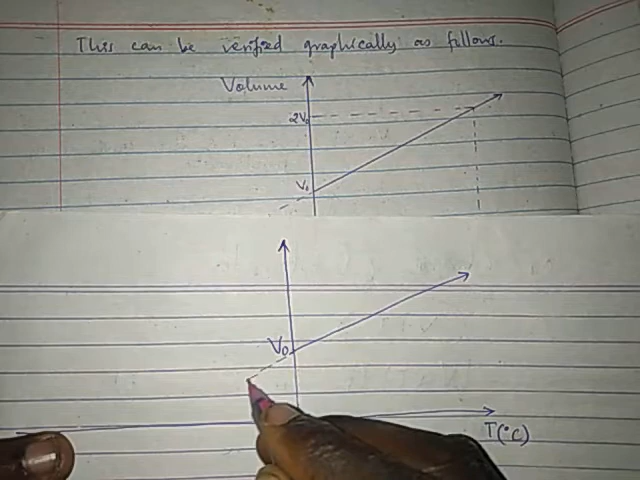 This can be verified graphically as follows.
Volume
2V₀
V₀
V₀
T(°C)